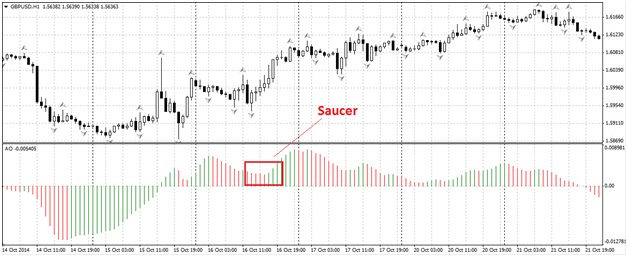 GBPUSD,H1 1.56382 1.56390 1.56338 1.56363
1.61660
1.61230
1.60810
1.60390
1.59960
1.59540
1.59110
1.58690
Saucer
AO -0.005405
0.008981
0.00
-0.012781
14 Oct 2014
14 Oct 11:00
14 Oct 19:00
15 Oct 03:00
15 Oct 11:00
15 Oct 19:00
16 Oct 03:00
16 Oct 11:00
16 Oct 19:00
17 Oct 03:00
17 Oct 11:00
17 Oct 19:00
20 Oct 03:00
20 Oct 11:00
20 Oct 19:00
21 Oct 03:00
21 Oct 11:00
21 Oct 19:00